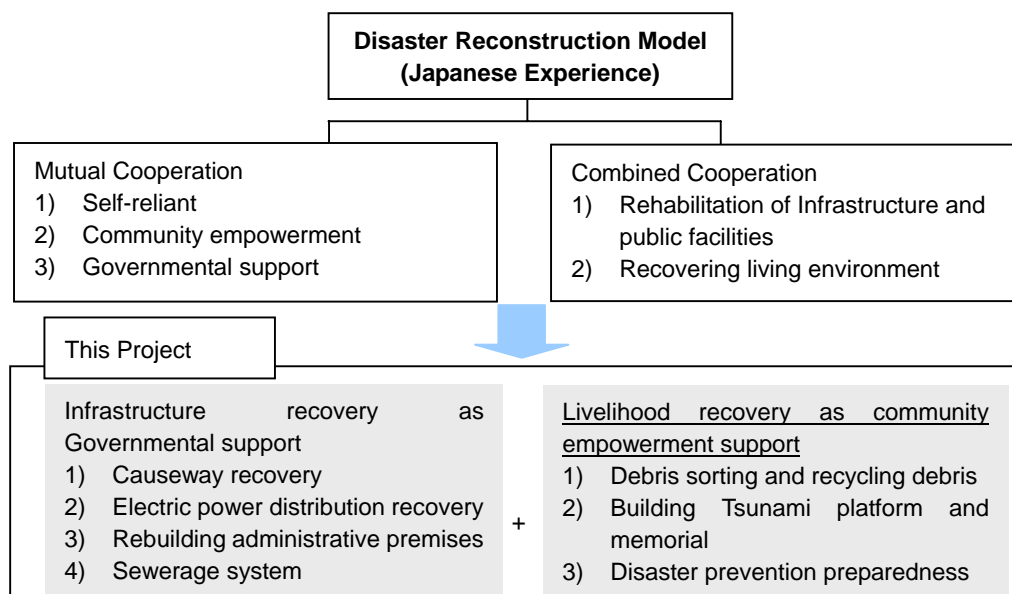 Disaster Reconstruction Model
(Japanese Experience)
Mutual Cooperation
1) Self-reliant
2) Community empowerment
3) Governmental support
Combined Cooperation
1) Rehabilitation of Infrastructure and
public facilities
2) Recovering living environment
This Project
Infrastructure recovery as
Governmental support
1) Causeway recovery
2) Electric power distribution recovery
3) Rebuilding administrative premises
4) Sewerage system
+
Livelihood recovery as community
empowerment support
1) Debris sorting and recycling debris
2) Building Tsunami platform and
memorial
3) Disaster prevention preparedness